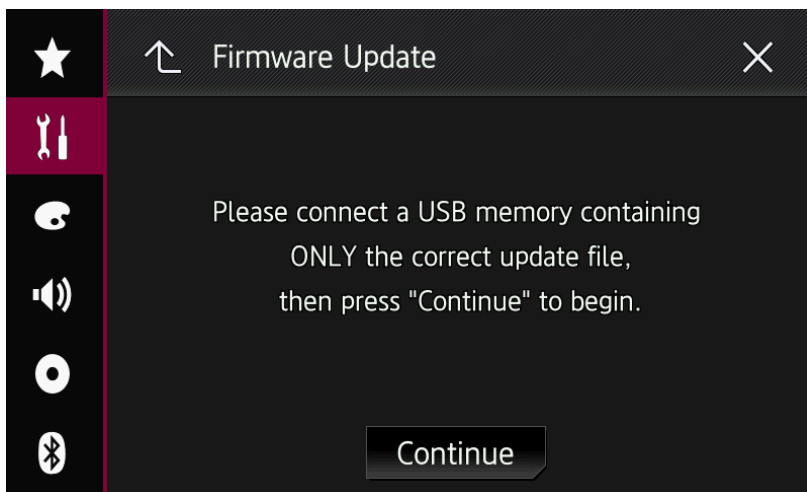 Firmware Update
Please connect a USB memory containing
ONLY the correct update file,
then press "Continue" to begin.
Continue